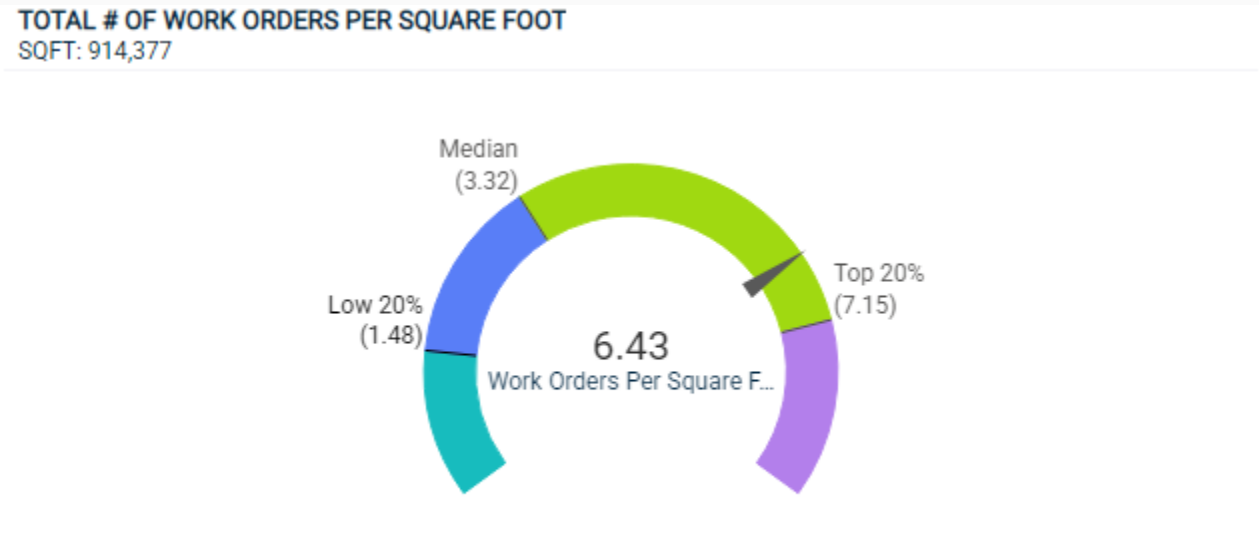 TOTAL # OF WORK ORDERS PER SQUARE FOOT
SQFT: 914,377
Median
(3.32)
Top 20%
(7.15)
Low 20%
(1.48)
6.43
Work Orders Per Square F...